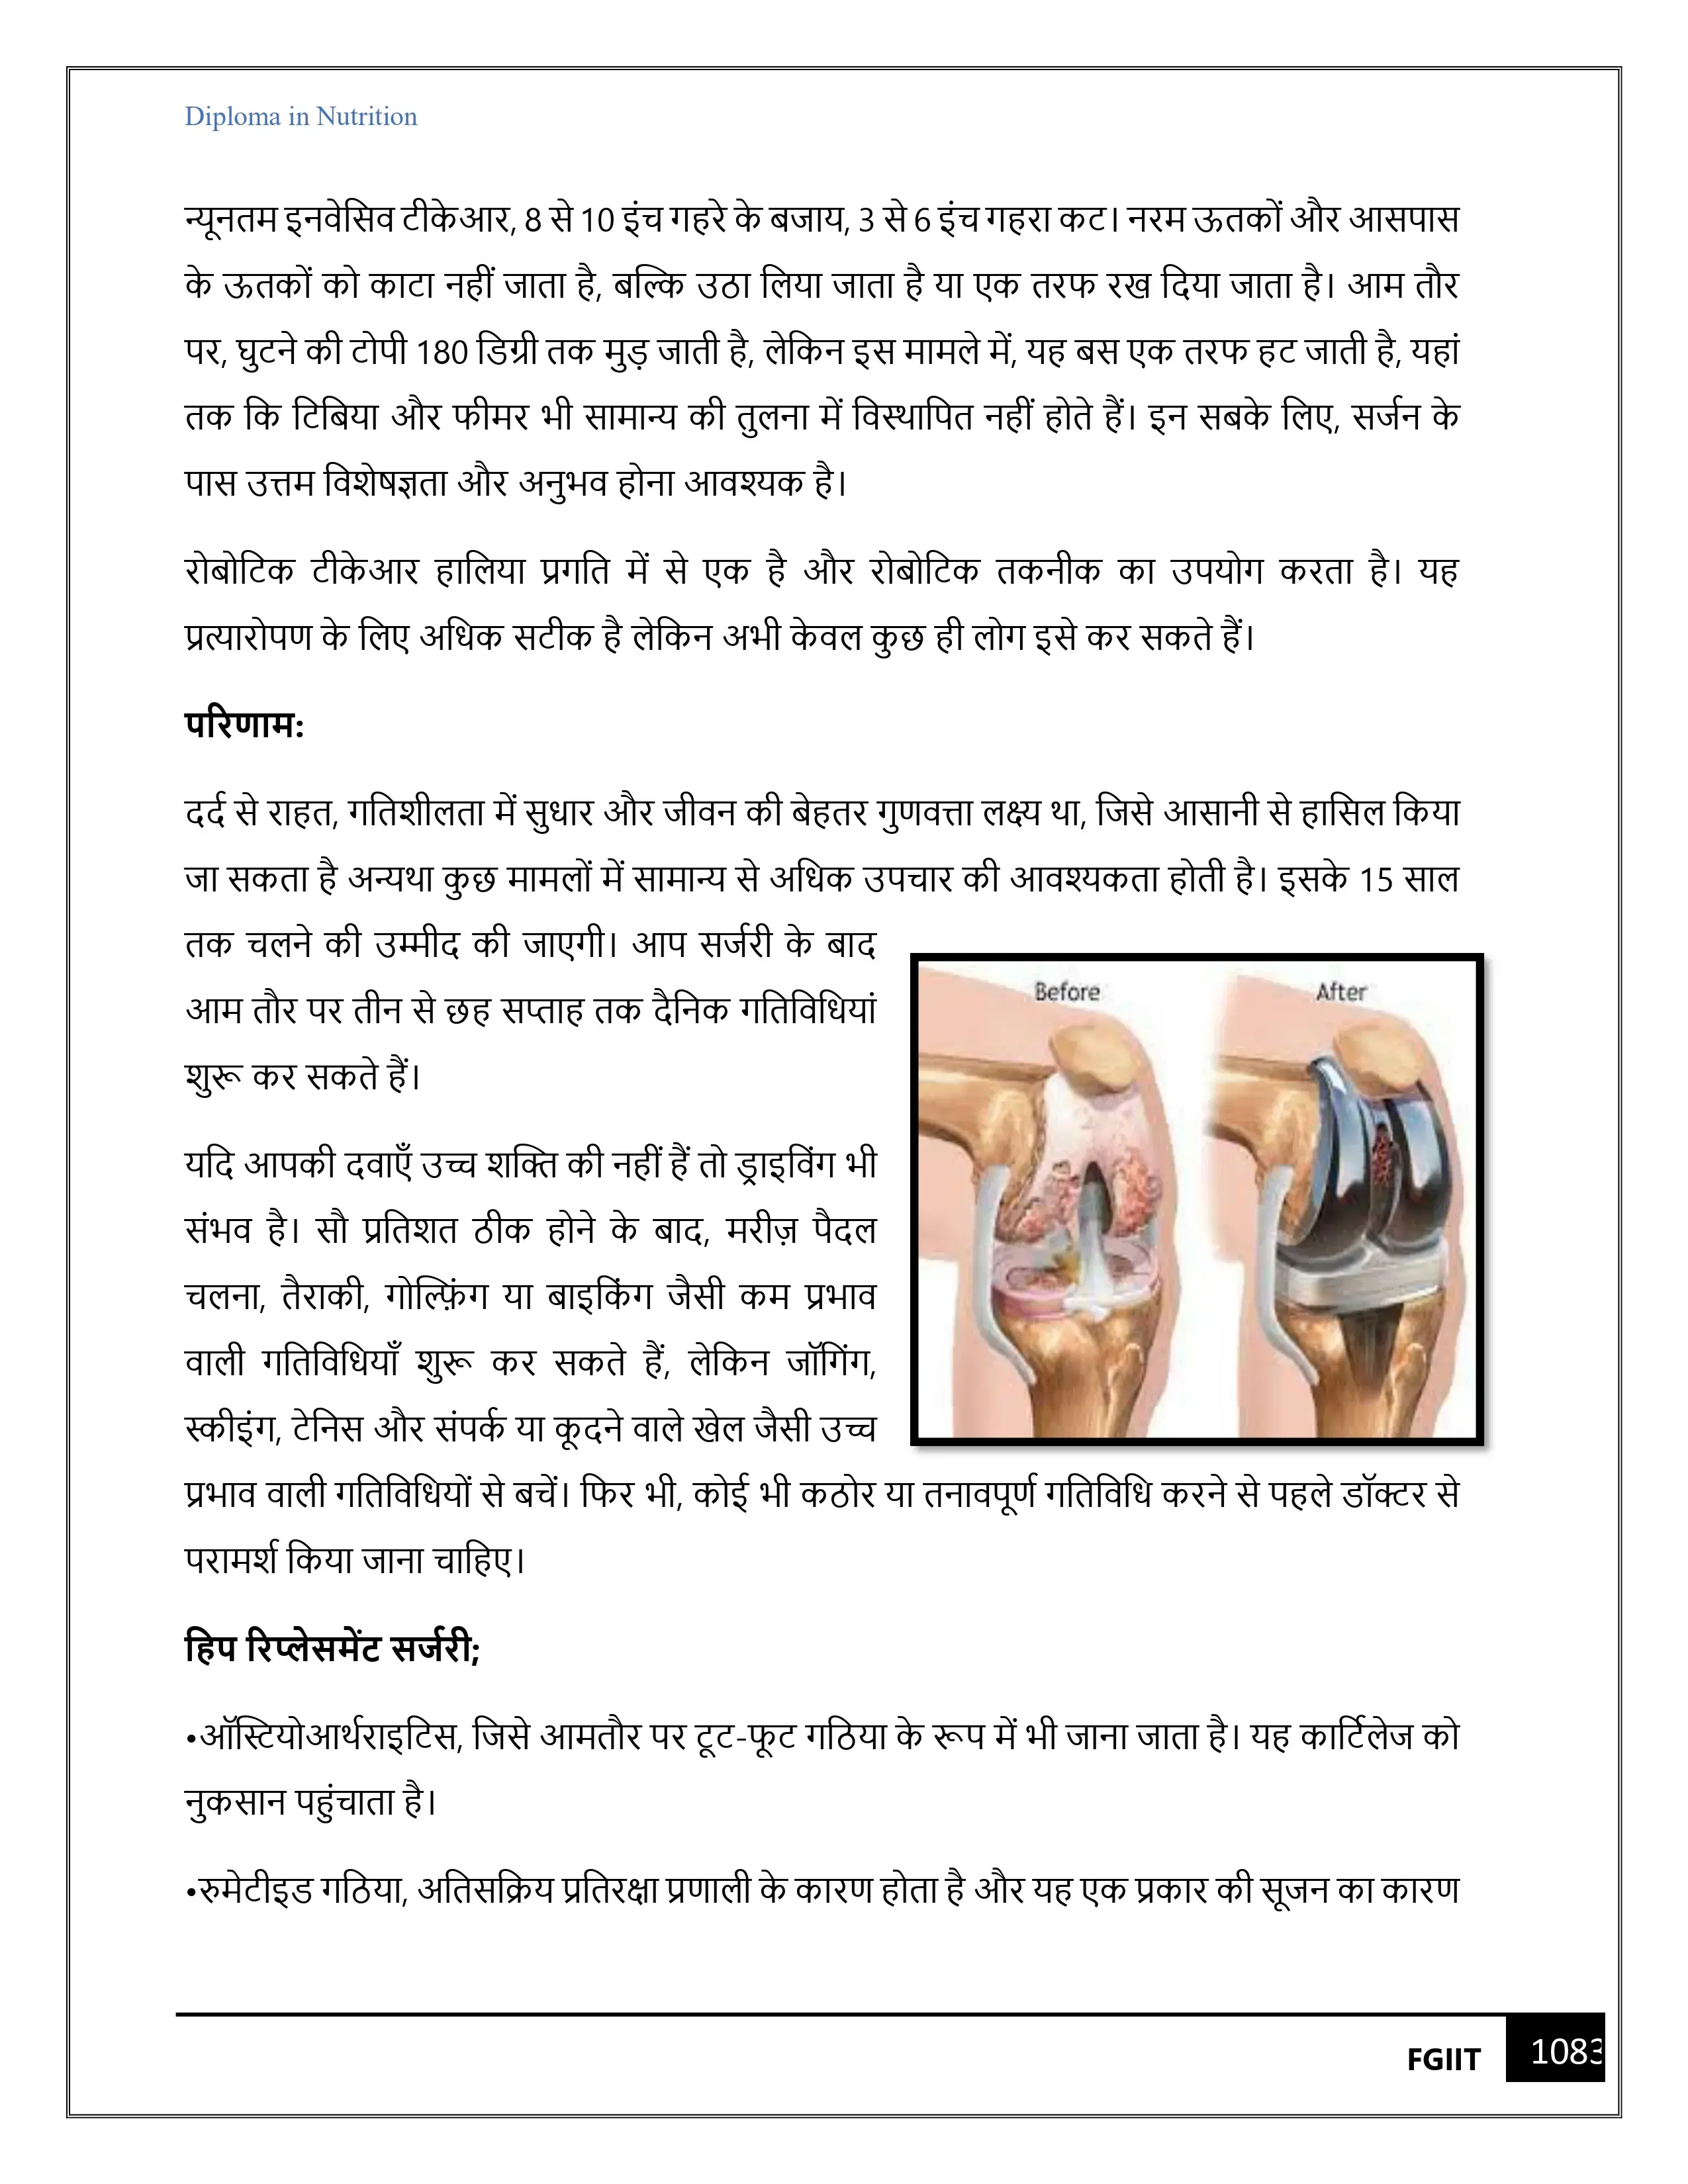 Diploma in Nutrition
न्यूनतम इनवेसिव टीकेआर, 8 से 10 इंच गहरे के बजाय, 3 से 6 इंच गहरा कट। नरम ऊतकों और आसपास
के ऊतकों को काटा नहीं जाता है, बल्कि उठा लिया जाता है या एक तरफ रख दिया जाता है। आम तौर
पर, घुटने की टोपी 180 डिग्री तक मुड़ जाती है, लेकिन इस मामले में, यह बस एक तरफ हट जाती है, यहां
तक कि टिबिया और फीमर भी सामान्य की तुलना में विस्थापित नहीं होते हैं। इन सबके लिए, सर्जन के
पास उत्तम विशेषज्ञता और अनुभव होना आवश्यक है।
रोबोटिक टीकेआर हालिया प्रगति में से एक है और रोबोटिक तकनीक का उपयोग करता है। यह
प्रत्यारोपण के लिए अधिक सटीक है लेकिन अभी केवल कुछ ही लोग इसे कर सकते हैं।
परिणाम:
दर्द से राहत, गतिशीलता में सुधार और जीवन की बेहतर गुणवत्ता लक्ष्य था, जिसे आसानी से हासिल किया
जा सकता है अन्यथा कुछ मामलों में सामान्य से अधिक उपचार की आवश्यकता होती है। इसके 15 साल
तक चलने की उम्मीद की जाएगी। आप सर्जरी के बाद
आम तौर पर तीन से छह सप्ताह तक दैनिक गतिविधियां
शुरू कर सकते हैं।
Before After
यदि आपकी दवाएँ उच्च शक्ति की नहीं हैं तो ड्राइविंग भी
संभव है। सौ प्रतिशत ठीक होने के बाद, मरीज़ पैदल
चलना, तैराकी, गोल्फ़िंग या बाइकिंग जैसी कम प्रभाव
वाली गतिविधियाँ शुरू कर सकते हैं, लेकिन जॉगिंग,
स्कीइंग, टेनिस और संपर्क या कूदने वाले खेल जैसी उच्च
प्रभाव वाली गतिविधियों से बचें। फिर भी, कोई भी कठोर या तनावपूर्ण गतिविधि करने से पहले डॉक्टर से
परामर्श किया जाना चाहिए।
हिप रिप्लेसमेंट सर्जरी;
•ऑस्टियोआर्थराइटिस, जिसे आमतौर पर टूट-फूट गठिया के रूप में भी जाना जाता है। यह कार्टिलेज को
नुकसान पहुंचाता है।
•रुमेटीइड गठिया, अतिसक्रिय प्रतिरक्षा प्रणाली के कारण होता है और यह एक प्रकार की सूजन का कारण
FGIIT 1083